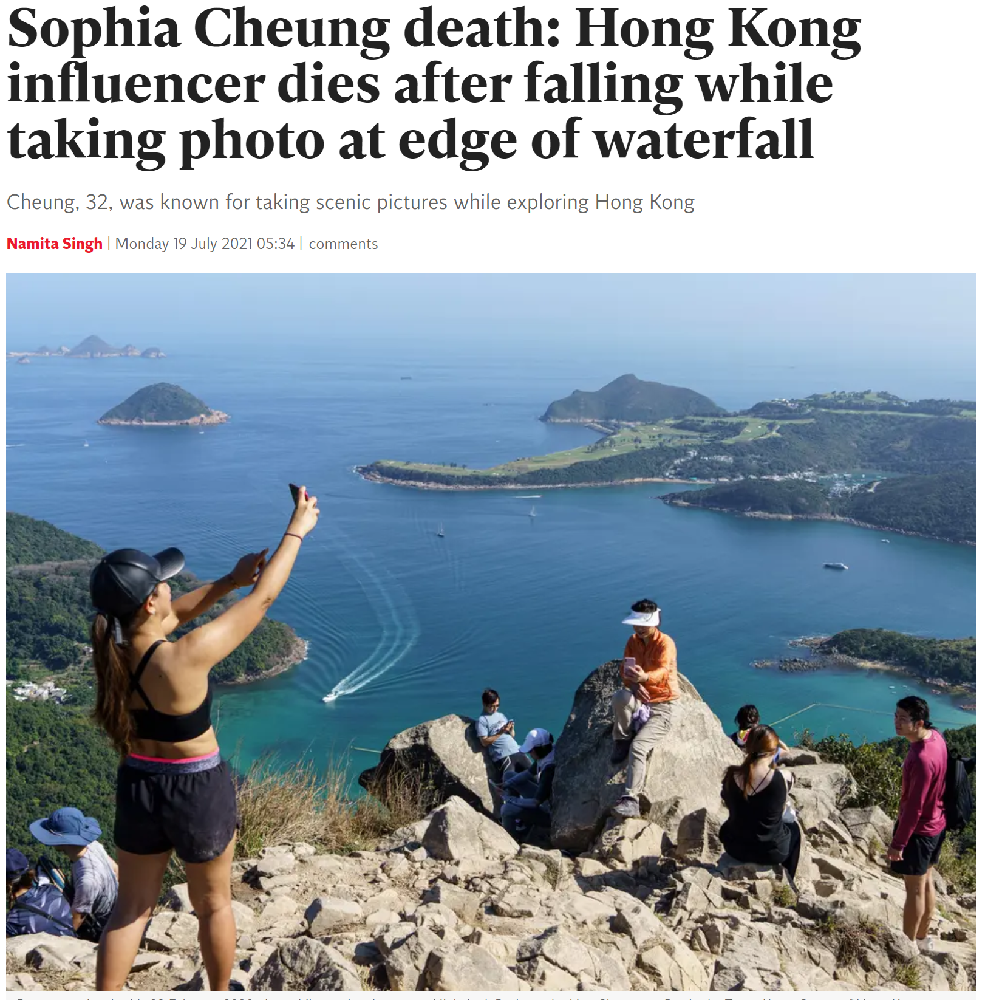 Sophia Cheung death: Hong Kong
influencer dies after falling while
taking photo at edge of waterfall
Cheung, 32, was known for taking scenic pictures while exploring Hong Kong
Namita Singh | Monday 19 July 2021 05:34 | comments